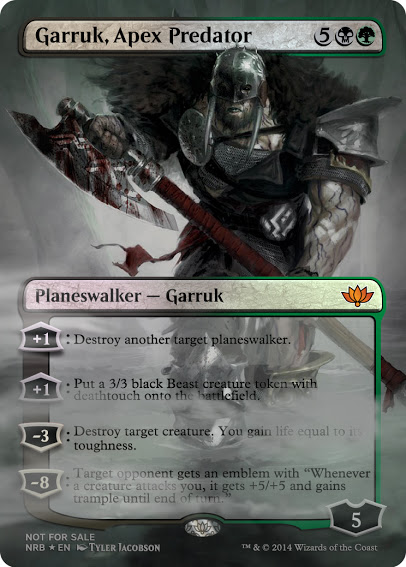 Garruk, Apex Predator 5
Planeswalker — Garruk
+1 : Destroy another target planeswalker.
+1 : Put a 3/3 black Beast creature token with
deathtouch onto the battlefield.
-3 : Destroy target creature. You gain life equal to its
toughness.
-8 : Target opponent gets an emblem with “Whenever
a creature attacks you, it gets +5/+5 and gains
trample until end of turn.”
5
NOT FOR SALE
NRB ★ EN TYLER JACOBSON
™ & © 2014 Wizards of the Coast